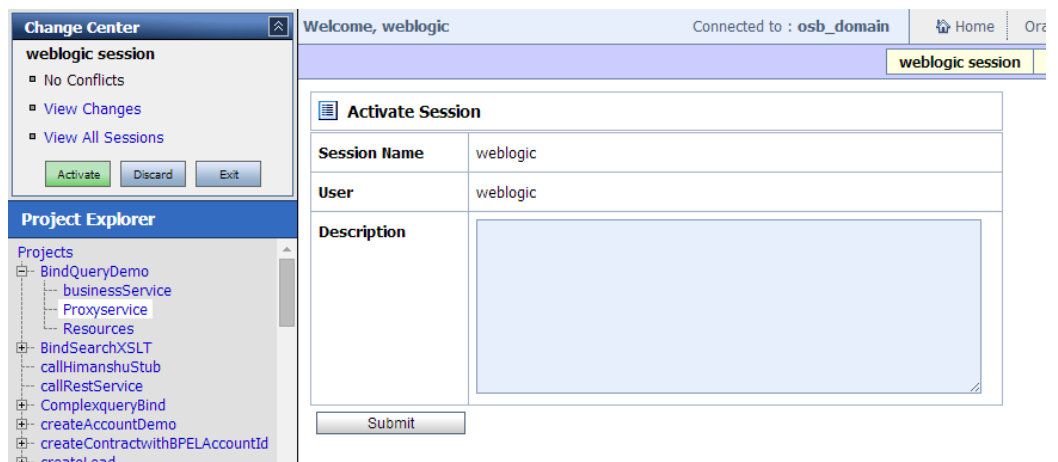 Change Center
weblogic session
No Conflicts
View Changes
View All Sessions
Activate Discard Exit
Project Explorer
Projects
BindQueryDemo
businessService
Proxyservice
Resources
BindSearchXSLT
callHimanshuStub
callRestService
ComplexqueryBind
createAccountDemo
createContractwithBPELAccountId
createLead
Welcome, weblogic Connected to : osb_domain Home Ora
weblogic session
Activate Session
Session Name weblogic
User weblogic
Description
Submit